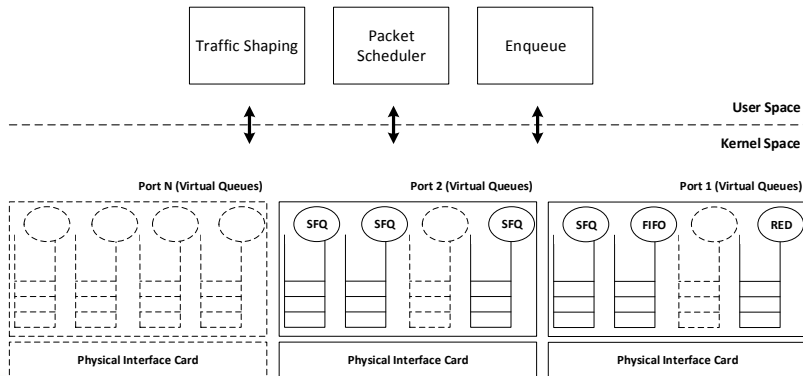 Traffic Shaping
Packet
Scheduler
Enqueue
User Space
Kernel Space
Port N (Virtual Queues)
Port 2 (Virtual Queues)
Port 1 (Virtual Queues)
SFQ
SFQ
SFQ
SFQ
FIFO
RED
Physical Interface Card
Physical Interface Card
Physical Interface Card